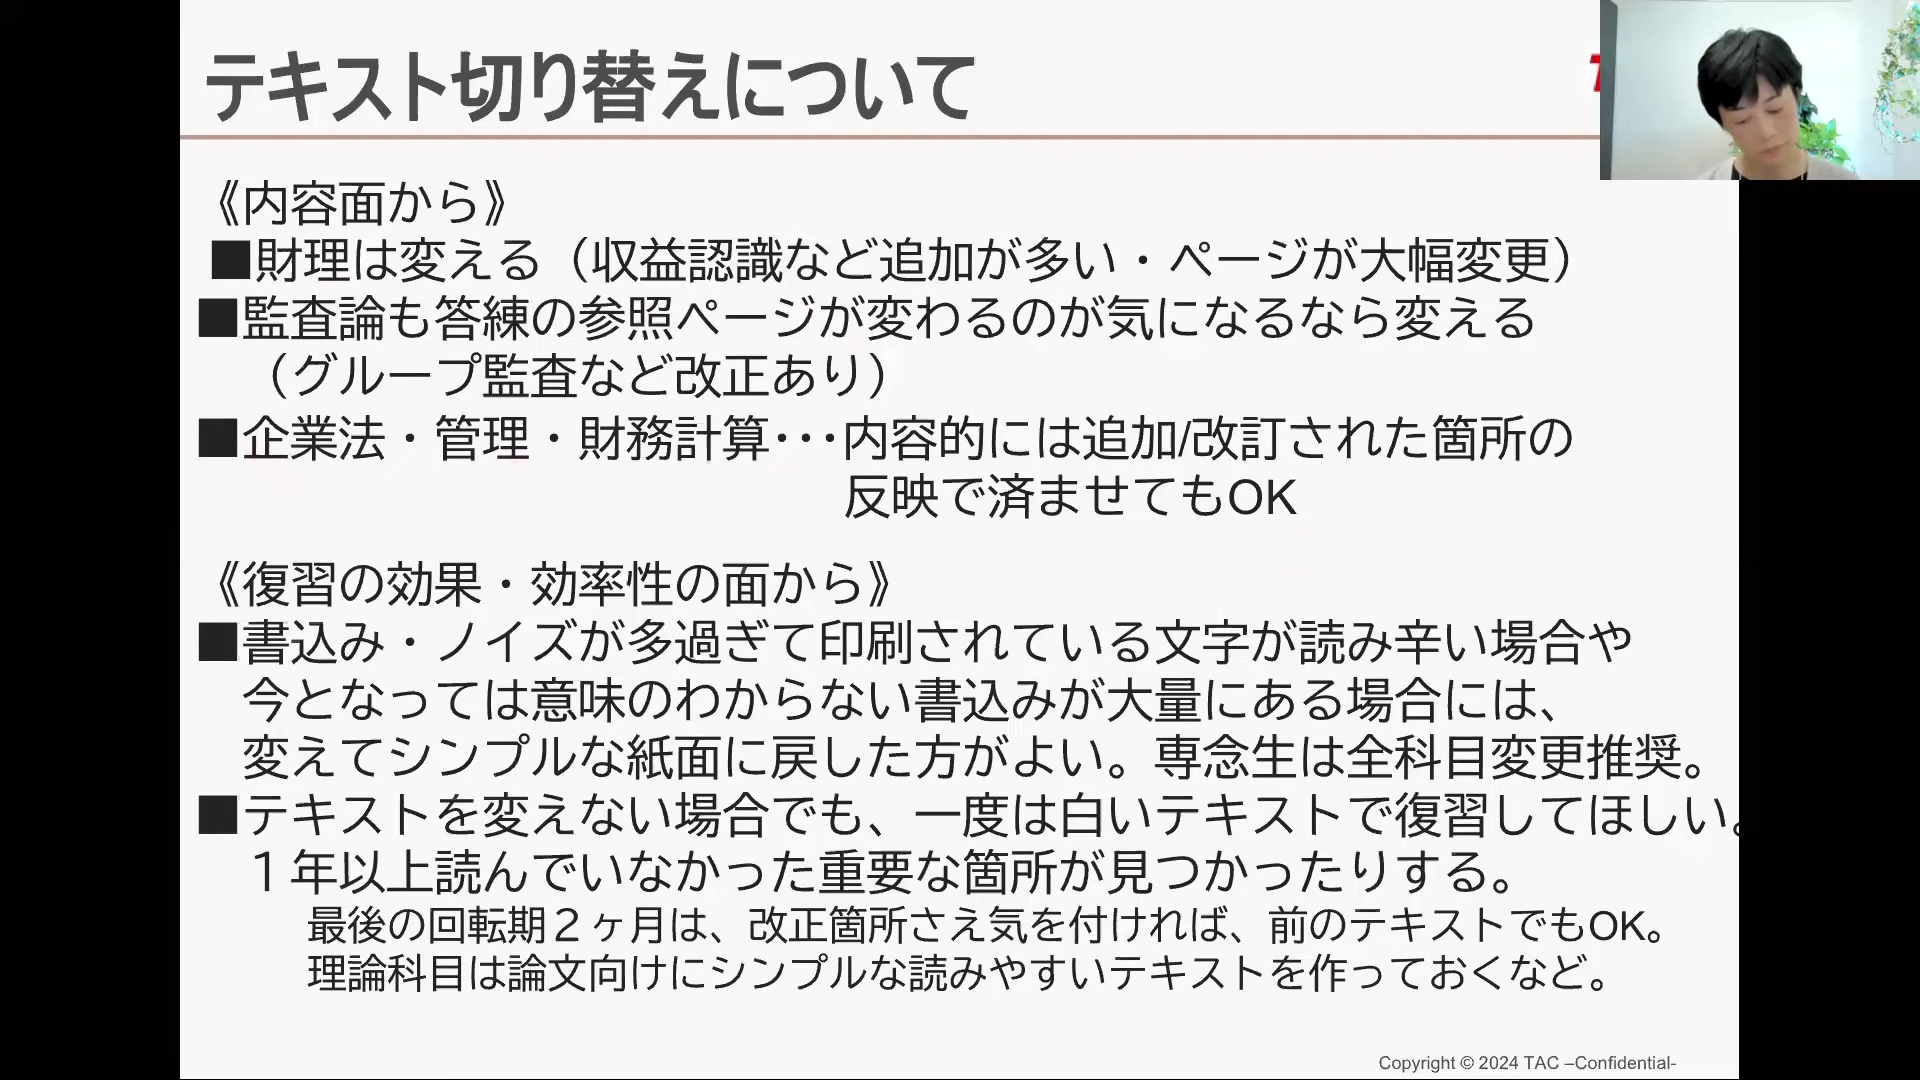 テキスト切り替えについて
《内容面から》
■財理は変える（収益認識など追加が多い・ページが大幅変更）
■監査論も答練の参照ページが変わるのが気になるなら変える
（グループ監査など改正あり）
■企業法・管理・財務計算･･･内容的には追加/改訂された箇所の
反映で済ませてもOK
《復習の効果・効率性の面から》
■書込み・ノイズが多過ぎて印刷されている文字が読み辛い場合や
今となっては意味のわからない書込みが大量にある場合には、
変えてシンプルな紙面に戻した方がよい。専念生は全科目変更推奨。
■テキストを変えない場合でも、一度は白いテキストで復習してほしい。
１年以上読んでいなかった重要な箇所が見つかったりする。
最後の回転期２ヶ月は、改正箇所さえ気を付ければ、前のテキストでもOK。
理論科目は論文向けにシンプルな読みやすいテキストを作っておくなど。
Copyright © 2024 TAC –Confidential-